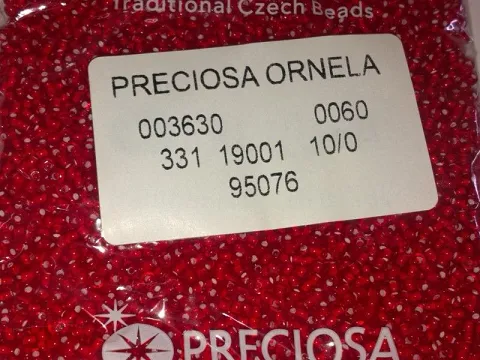 Traditional Czech Beads
PRECIOSA ORNELA
003630 0060
331 19001 10/0
95076
PRECIOSA